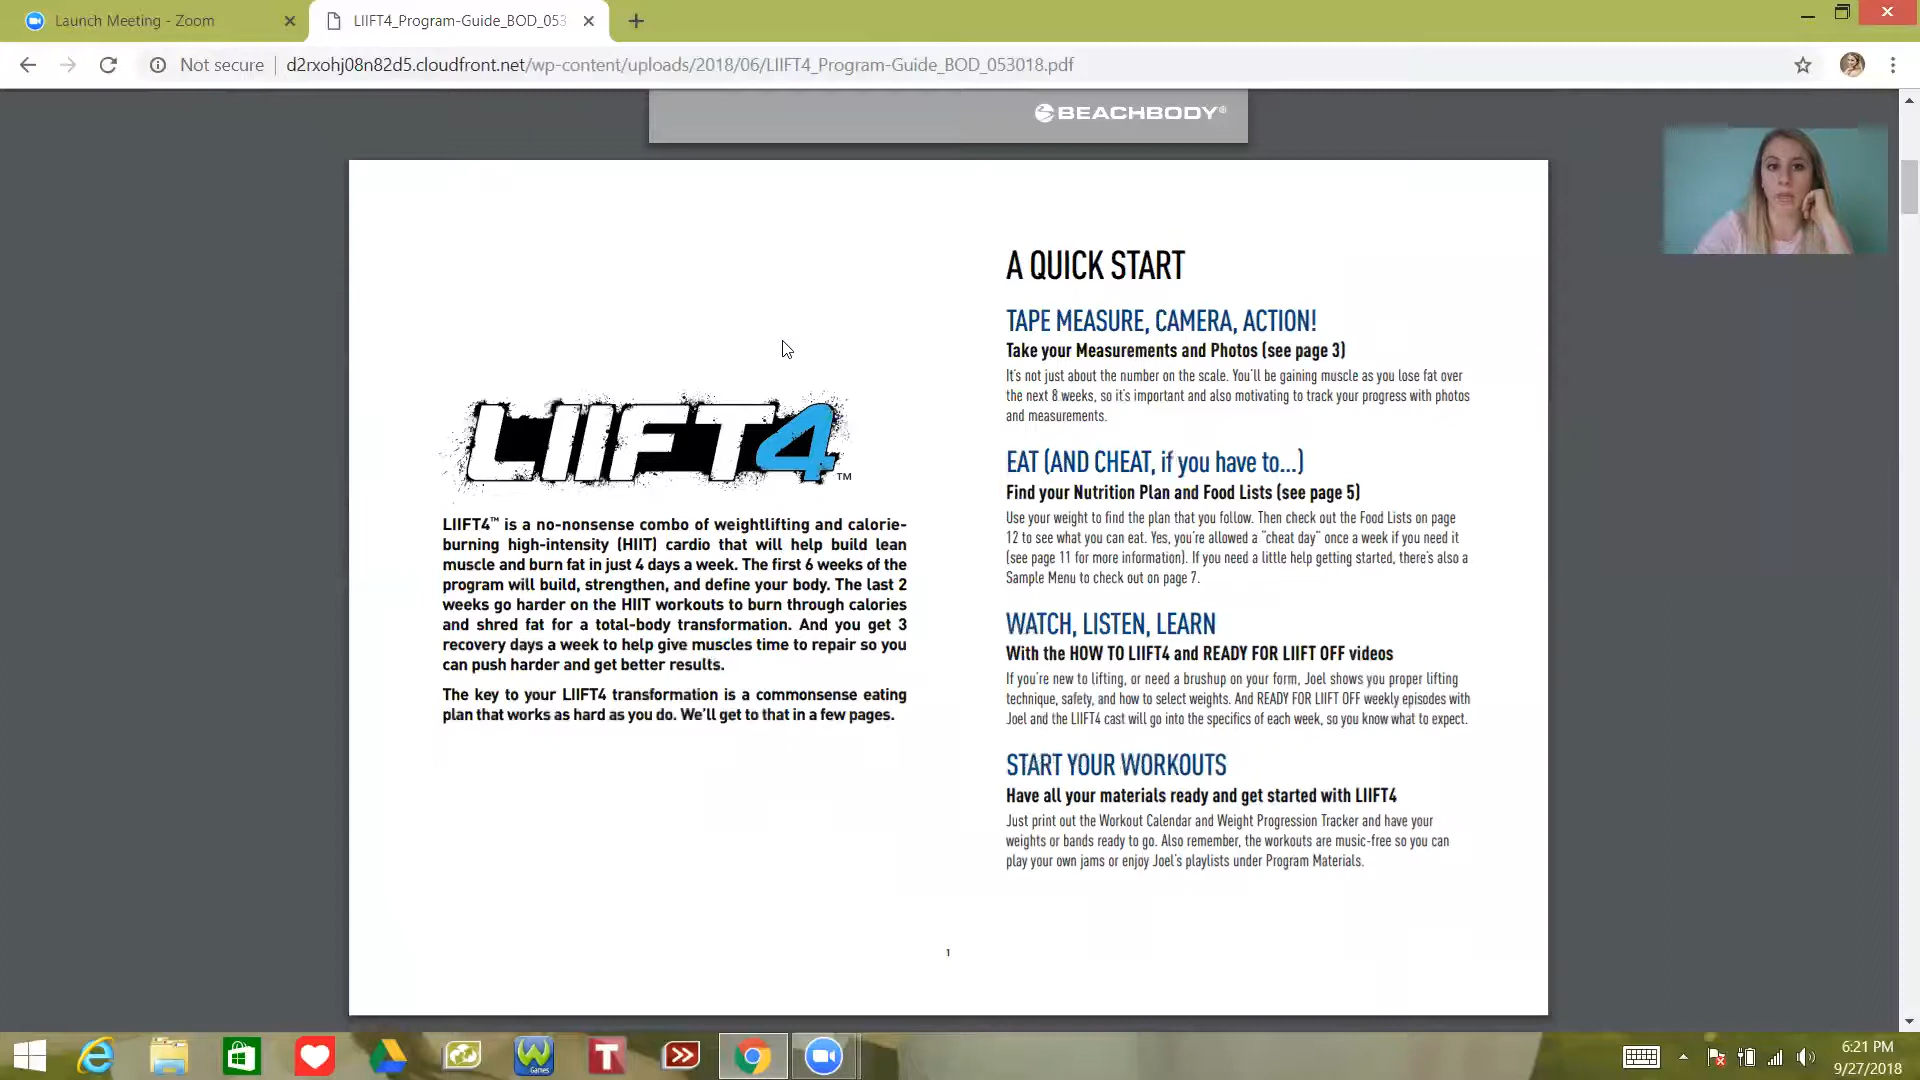 Launch Meeting - Zoom
LIIFT4_Program-Guide_BOD_053
Not secure
d2rxohj08n82d5.cloudfront.net/wp-content/uploads/2018/06/LIIFT4_Program-Guide_BOD_053018.pdf
BEACHBODY®
LIIFT4™
LIIFT4™ is a no-nonsense combo of weightlifting and calorie-
burning high-intensity (HIIT) cardio that will help build lean
muscle and burn fat in just 4 days a week. The first 6 weeks of the
program will build, strengthen, and define your body. The last 2
weeks go harder on the HIIT workouts to burn through calories
and shred fat for a total-body transformation. And you get 3
recovery days a week to help give muscles time to repair so you
can push harder and get better results.
The key to your LIIFT4 transformation is a commonsense eating
plan that works as hard as you do. We'll get to that in a few pages.
A QUICK START
TAPE MEASURE, CAMERA, ACTION!
Take your Measurements and Photos (see page 3)
It's not just about the number on the scale. You'll be gaining muscle as you lose fat over
the next 8 weeks, so it's important and also motivating to track your progress with photos
and measurements.
EAT (AND CHEAT, if you have to...)
Find your Nutrition Plan and Food Lists (see page 5)
Use your weight to find the plan that you follow. Then check out the Food Lists on page
12 to see what you can eat. Yes, you're allowed a "cheat day" once a week if you need it
(see page 11 for more information). If you need a little help getting started, there's also a
Sample Menu to check out on page 7.
WATCH, LISTEN, LEARN
With the HOW TO LIIFT4 and READY FOR LIIFT OFF videos
If you're new to lifting, or need a brushup on your form, Joel shows you proper lifting
technique, safety, and how to select weights. And READY FOR LIIFT OFF weekly episodes with
Joel and the LIIFT4 cast will go into the specifics of each week, so you know what to expect.
START YOUR WORKOUTS
Have all your materials ready and get started with LIIFT4
Just print out the Workout Calendar and Weight Progression Tracker and have your
weights or bands ready to go. Also remember, the workouts are music-free so you can
play your own jams or enjoy Joel's playlists under Program Materials.
1
W
Games
T
6:21 PM
9/27/2018